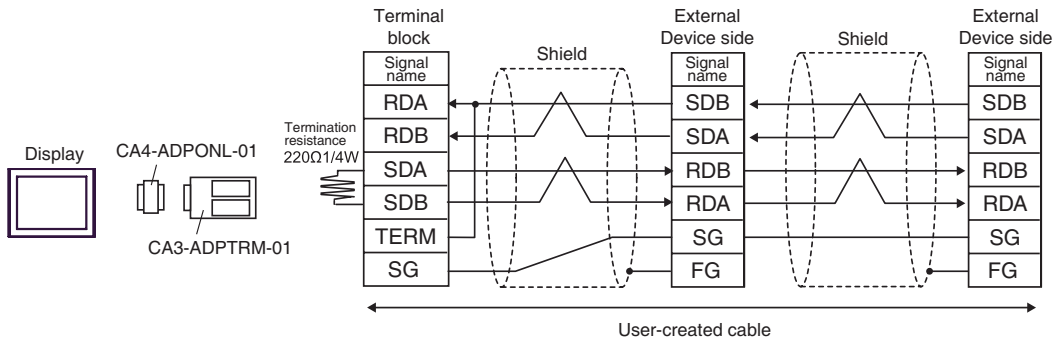 Display
CA4-ADPONL-01
CA3-ADPTRM-01
Termination
resistance
220Ω1/4W
Terminal
block
Signal
name
RDA
RDB
SDA
SDB
TERM
SG
Shield
External
Device side
Signal
name
SDB
SDA
RDB
RDA
SG
FG
Shield
External
Device side
Signal
name
SDB
SDA
RDB
RDA
SG
FG
User-created cable